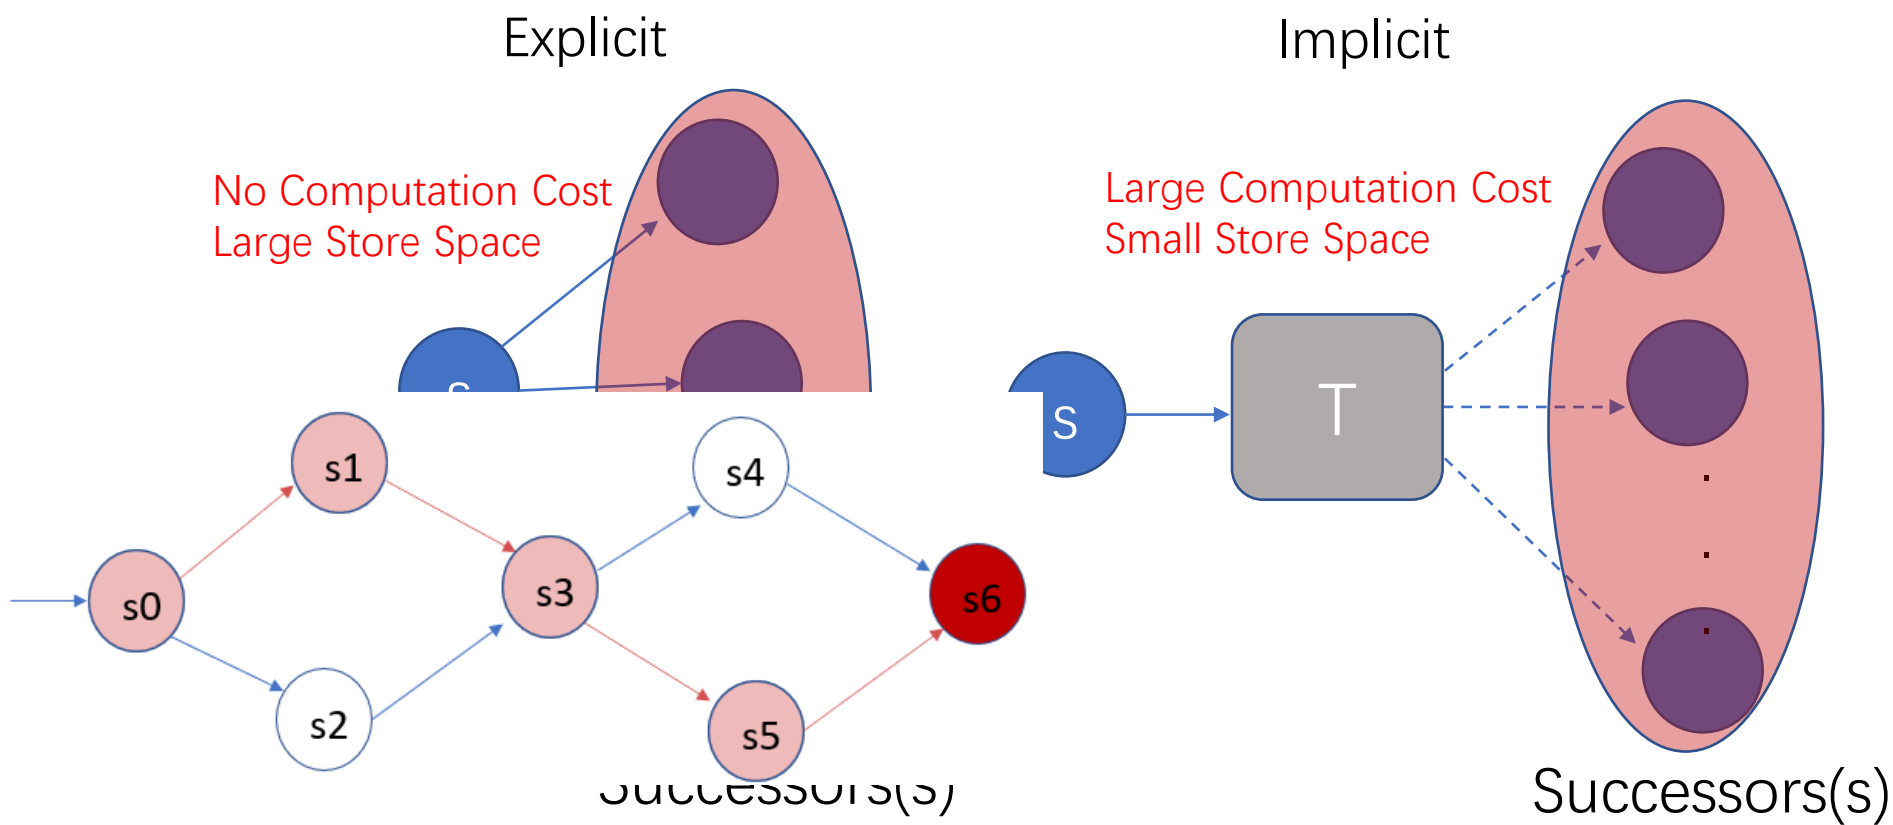 Explicit
Implicit
No Computation Cost
Large Store Space
Large Computation Cost
Small Store Space
S
T
s1
s4
s0
s3
s6
s2
s5
Successors(s)
Successors(s)